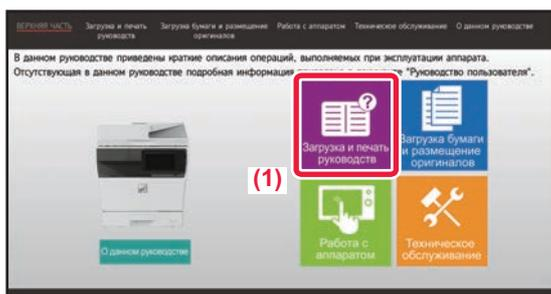 ВЕРХНЯЯ ЧАСТЬ Загрузка и печать Загрузка бумаги и размещение Работа с аппаратом Техническое обслуживание О данном руководстве
руководств оригиналов
В данном руководстве приведены краткие описания операций, выполняемых при эксплуатации аппарата.
Отсутствующая в данном руководстве подробная информация "Руководство пользователя".
Загрузка и печать
руководств
Загрузка бумаги
и размещение
оригиналов
(1)
Работа с
аппаратом
Техническое
обслуживание
О данном руководстве